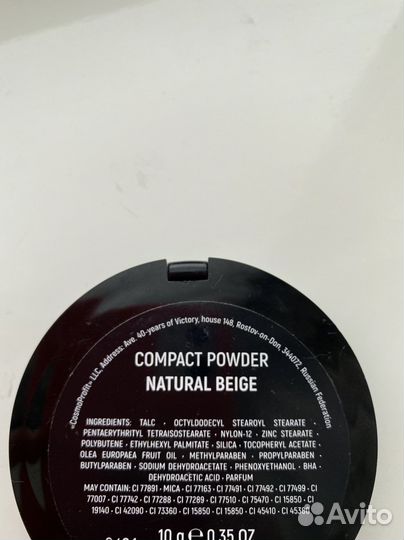 «CosmoProfit» LLC, Address: Ave. 40-years of Victory, house 148, Rostov-on-Don, 344072, Russian Federation
COMPACT POWDER
NATURAL BEIGE
INGREDIENTS: TALC - OCTYLDODECYL STEAROYL STEARATE -
PENTAERYTHRITYL TETRAISOSTEARATE - NYLON-12 - ZINC STEARATE -
POLYBUTENE - ETHYLHEXYL PALMITATE - SILICA - TOCOPHERYL ACETATE -
OLEA EUROPAEA FRUIT OIL - METHYLPARABEN - PROPYLPARABEN -
BUTYLPARABEN - SODIUM DEHYDROACETATE - PHENOXYETHANOL - BHA -
DEHYDROACETIC ACID - PARFUM
MAY CONTAIN: CI 77891 - MICA - CI 77163 - CI 77491 - CI 77492 - CI 77499 - CI
77007 - CI 77742 - CI 77288 - CI 77289 - CI 77510 - CI 75470 - CI 15850 - CI
19140 - CI 42090 - CI 73360 - CI 15850 - CI 15850 - CI 45410 - CI 45380
10 g e 0.35 OZ
Avito